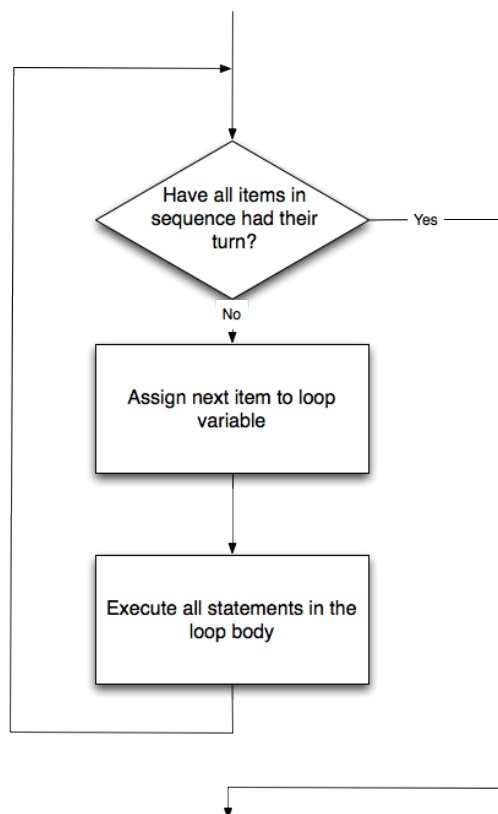 Have all items in
sequence had their
turn?
Yes
No
Assign next item to loop
variable
Execute all statements in the
loop body